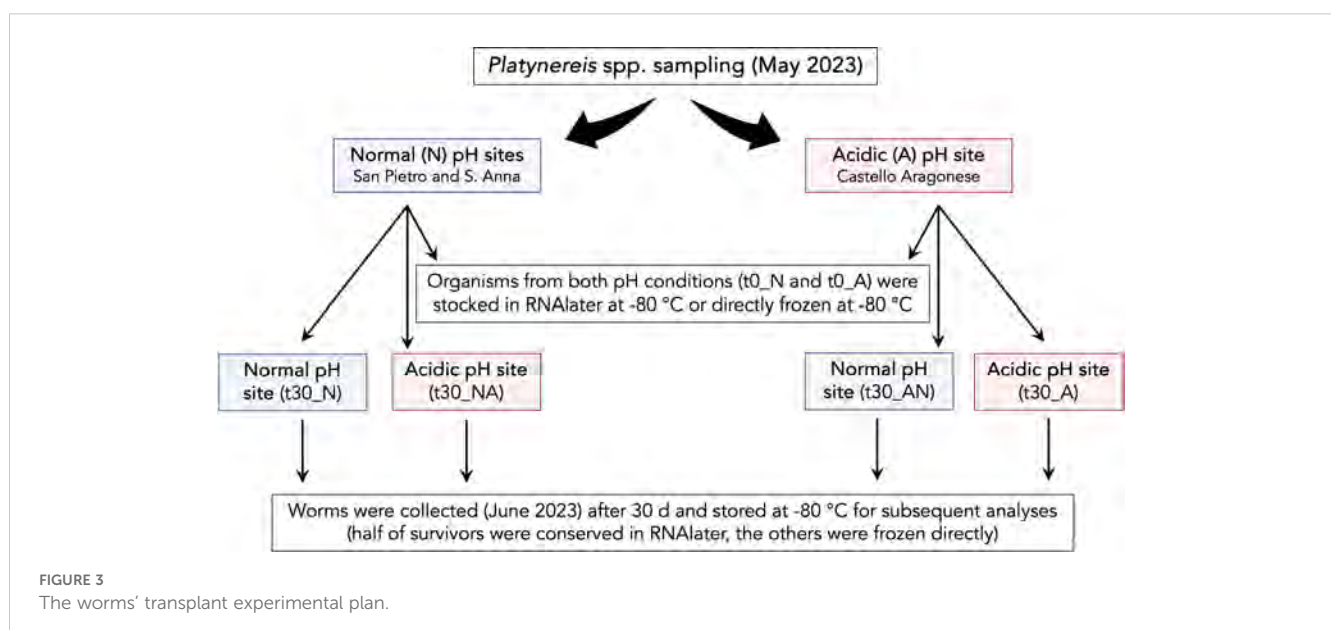 Platynereis spp. sampling (May 2023)
Normal (N) pH sites
San Pietro and S. Anna
Acidic (A) pH site
Castello Aragonese
Organisms from both pH conditions (t0_N and t0_A) were
stocked in RNAlater at -80 °C or directly frozen at -80 °C
Normal pH
site (t30_N)
Acidic pH site
(t30_NA)
Normal pH
site (t30_AN)
Acidic pH site
(t30_A)
Worms were collected (June 2023) after 30 d and stored at -80 °C for subsequent analyses
(half of survivors were conserved in RNAlater, the others were frozen directly)
FIGURE 3
The worms' transplant experimental plan.